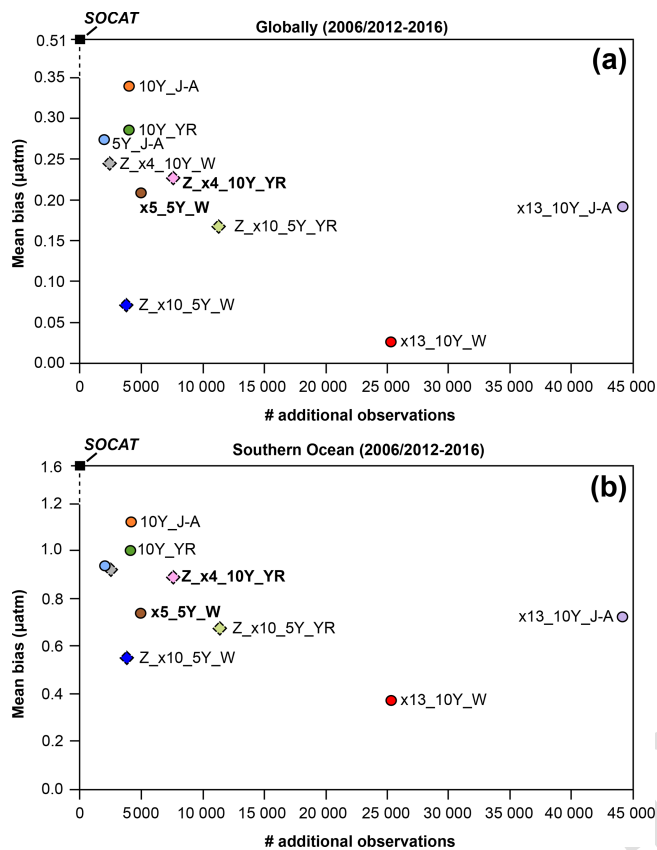 SOCAT
Globally (2006/2012-2016)
(a)
0.51
0.35
0.30
0.25
0.20
0.15
0.10
0.05
0.00
Mean bias (µatm)
10Y_J-A
10Y_YR
5Y_J-A
Z_x4_10Y_W
Z_x4_10Y_YR
x5_5Y_W
x13_10Y_J-A
Z_x10_5Y_YR
Z_x10_5Y_W
x13_10Y_W
0 5000 10 000 15 000 20 000 25 000 30 000 35 000 40 000 45 000
# additional observations
SOCAT
Southern Ocean (2006/2012-2016)
(b)
1.6
1.2
1.0
0.8
0.6
0.4
0.2
0.0
Mean bias (µatm)
10Y_J-A
10Y_YR
Z_x4_10Y_YR
x5_5Y_W
x13_10Y_J-A
Z_x10_5Y_YR
Z_x10_5Y_W
x13_10Y_W
0 5000 10 000 15 000 20 000 25 000 30 000 35 000 40 000 45 000
# additional observations